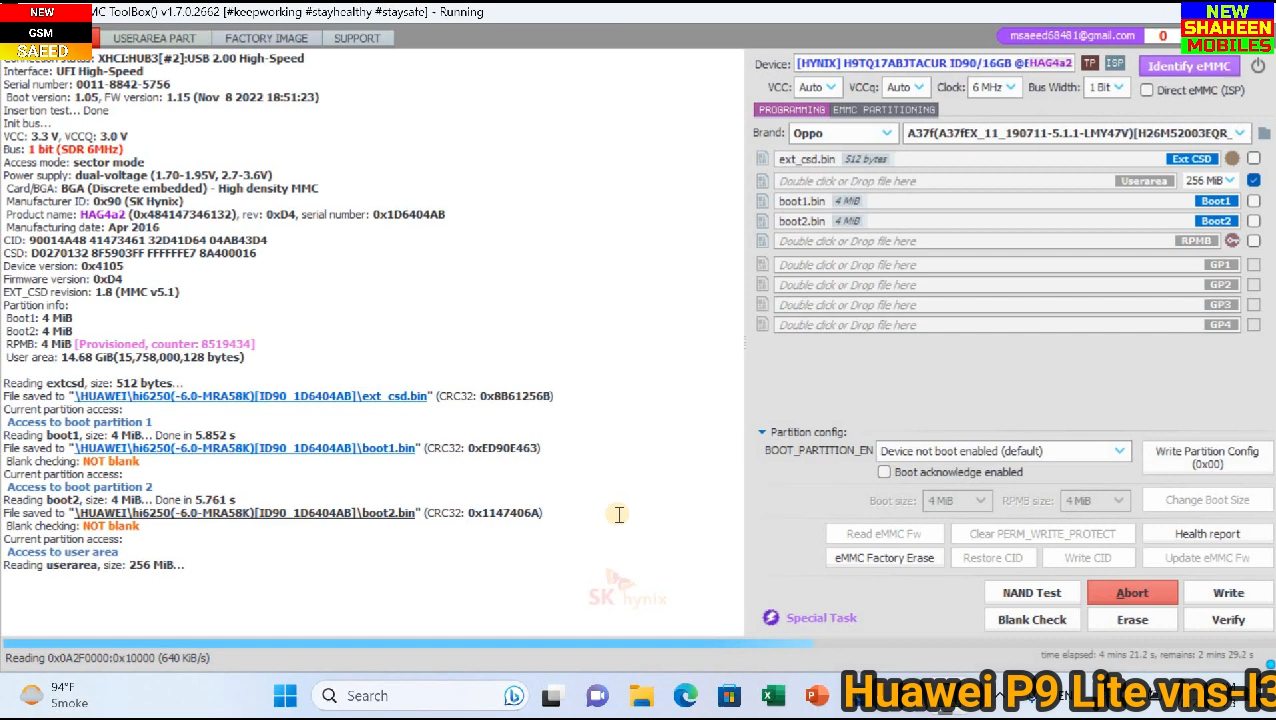 NEW
GSM
SAEED
MC ToolBox() v1.7.0.2662 [#keepworking #stayhealthy #staysafe] - Running
NEW
SHAHEEN
MOBILES
USERAREA PART
FACTORY IMAGE
SUPPORT
msaeed68481@gmail.com
0
Connection status: XHCI:HUB3[#2]:USB 2.00 High-Speed
Interface: UFI High-Speed
Serial number: 0011-8842-5756
Boot version: 1.05, FW version: 1.15 (Nov 8 2022 18:51:23)
Insertion test... Done
Init bus...
VCC: 3.3 V, VCCQ: 3.0 V
Bus: 1 bit (SDR 6MHz)
Access mode: sector mode
Power supply: dual-voltage (1.70-1.95V, 2.7-3.6V)
Card/BGA: BGA (Discrete embedded) - High density MMC
Manufacturer ID: 0x90 (SK Hynix)
Product name: HAG4a2 (0x484147346132), rev: 0xD4, serial number: 0x1D6404AB
Manufacturing date: Apr 2016
CID: 90014A48 41473461 32D41D64 04AB43D4
CSD: D0270132 8F5903FF FFFFFFE7 8A400016
Device version: 0x4105
Firmware version: 0xD4
EXT_CSD revision: 1.8 (MMC v5.1)
Partition info:
Boot1: 4 MiB
Boot2: 4 MiB
RPMB: 4 MiB [Provisioned, counter: 8519434]
User area: 14.68 GiB(15,758,000,128 bytes)
Reading extcsd, size: 512 bytes...
File saved to "\HUAWEI\hi6250(-6.0-MRA58K)[ID90_1D6404AB]\ext_csd.bin" (CRC32: 0x8B61256B)
Current partition access:
Access to boot partition 1
Reading boot1, size: 4 MiB... Done in 5.852 s
File saved to "\HUAWEI\hi6250(-6.0-MRA58K)[ID90_1D6404AB]\boot1.bin" (CRC32: 0xED90E463)
Blank checking: NOT blank
Current partition access:
Access to boot partition 2
Reading boot2, size: 4 MiB... Done in 5.761 s
File saved to "\HUAWEI\hi6250(-6.0-MRA58K)[ID90_1D6404AB]\boot2.bin" (CRC32: 0x1147406A)
Blank checking: NOT blank
Current partition access:
Access to user area
Reading userarea, size: 256 MiB...
SK hynix
Reading 0x0A2F0000:0x10000 (640 KiB/s)
Device: [HYNIX] H9TQ17ABJTACUR ID90/16GB @[HAG4a2 TP ISP Identify eMMC
VCC: Auto VCCq: Auto Clock: 6 MHz Bus Width: 1 Bit Direct eMMC (ISP)
PROGRAMMING EMMC PARTITIONING
Brand: Oppo A37f(A37fEX_11_190711-5.1.1-LMY47V)[H26M52003EQR_
ext_csd.bin 512 bytes Ext CSD
Double click or Drop file here Userarea 256 MiB
boot1.bin 4 MiB Boot1
boot2.bin 4 MiB Boot2
Double click or Drop file here RPMB
Double click or Drop file here GP1
Double click or Drop file here GP2
Double click or Drop file here GP3
Double click or Drop file here GP4
Partition config:
BOOT_PARTITION_EN Device not boot enabled (default)
Write Partition Config
(0x00)
Boot acknowledge enabled
Boot size: 4 MiB RPMB size: 4 MiB Change Boot Size
Read eMMC Fw Clear PERM_WRITE_PROTECT Health report
eMMC Factory Erase Restore CID Write CID Update eMMC Fw
NAND Test Abort Write
Special Task
Blank Check Erase Verify
time elapsed: 4 mins 21.2 s, remains: 2 mins 29.2 s
94°F
Smoke
Search
Huawei P9 Lite vns-l3